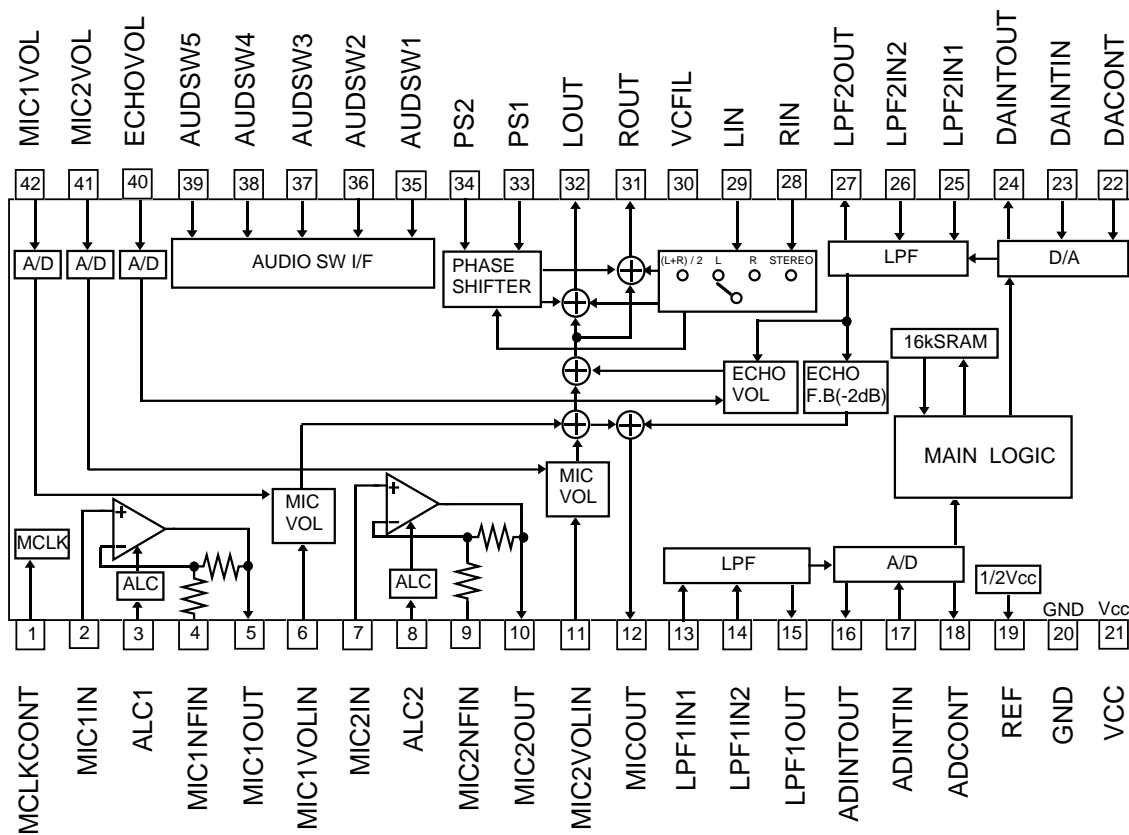 MIC1VOL
MIC2VOL
ECHOVOL
AUDSW5
AUDSW4
AUDSW3
AUDSW2
AUDSW1
PS2
PS1
LOUT
ROUT
VCFIL
LIN
RIN
LPF2OUT
LPF2IN2
LPF2IN1
DAINTOUT
DAINTIN
DACONT
42
41
40
39
38
37
36
35
34
33
32
31
30
29
28
27
26
25
24
23
22
A/D
A/D
A/D
AUDIO SW I/F
PHASE
SHIFTER
(L+R) / 2
L
R
STEREO
LPF
D/A
16kSRAM
ECHO
VOL
ECHO
F.B(-2dB)
MAIN LOGIC
MIC
VOL
MIC
VOL
MCLK
ALC
ALC
LPF
A/D
1/2Vcc
GND
Vcc
1
2
3
4
5
6
7
8
9
10
11
12
13
14
15
16
17
18
19
20
21
MCLKCONT
MIC1IN
ALC1
MIC1NFIN
MIC1OUT
MIC1VOLIN
MIC2IN
ALC2
MIC2NFIN
MIC2OUT
MIC2VOLIN
MICOUT
LPF1IN1
LPF1IN2
LPF1OUT
ADINTOUT
ADINTIN
ADCONT
REF
GND
VCC